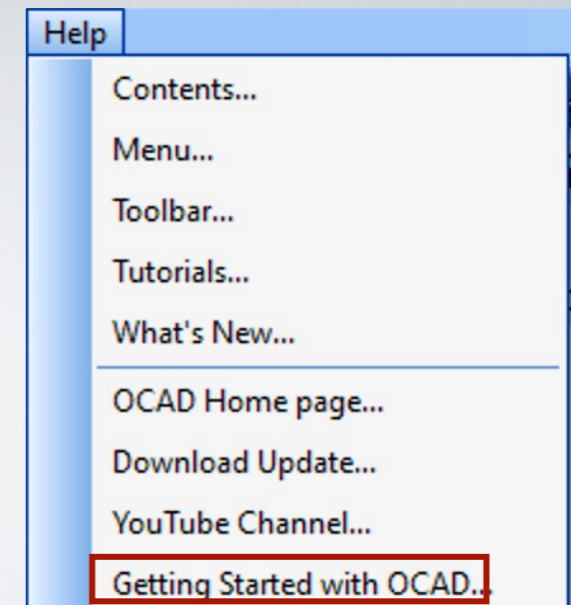 Help
Contents...
Menu...
Toolbar...
Tutorials...
What's New...
OCAD Home page...
Download Update...
YouTube Channel...
Getting Started with OCAD...